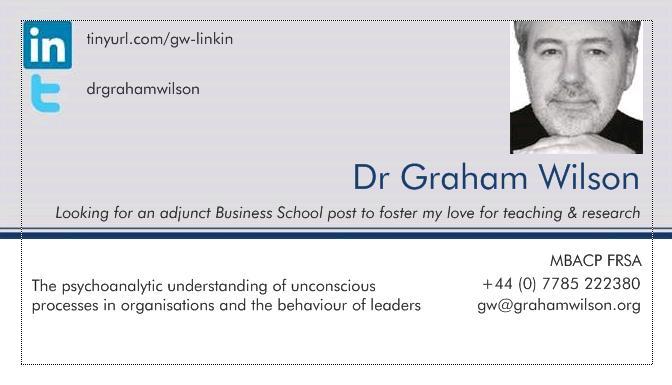 in
tinyurl.com/gw-linkin
t
drgrahamwilson
Dr Graham Wilson
Looking for an adjunct Business School post to foster my love for teaching & research
MBACP FRSA
The psychoanalytic understanding of unconscious
processes in organisations and the behaviour of leaders
+44 (0) 7785 222380
gw@grahamwilson.org